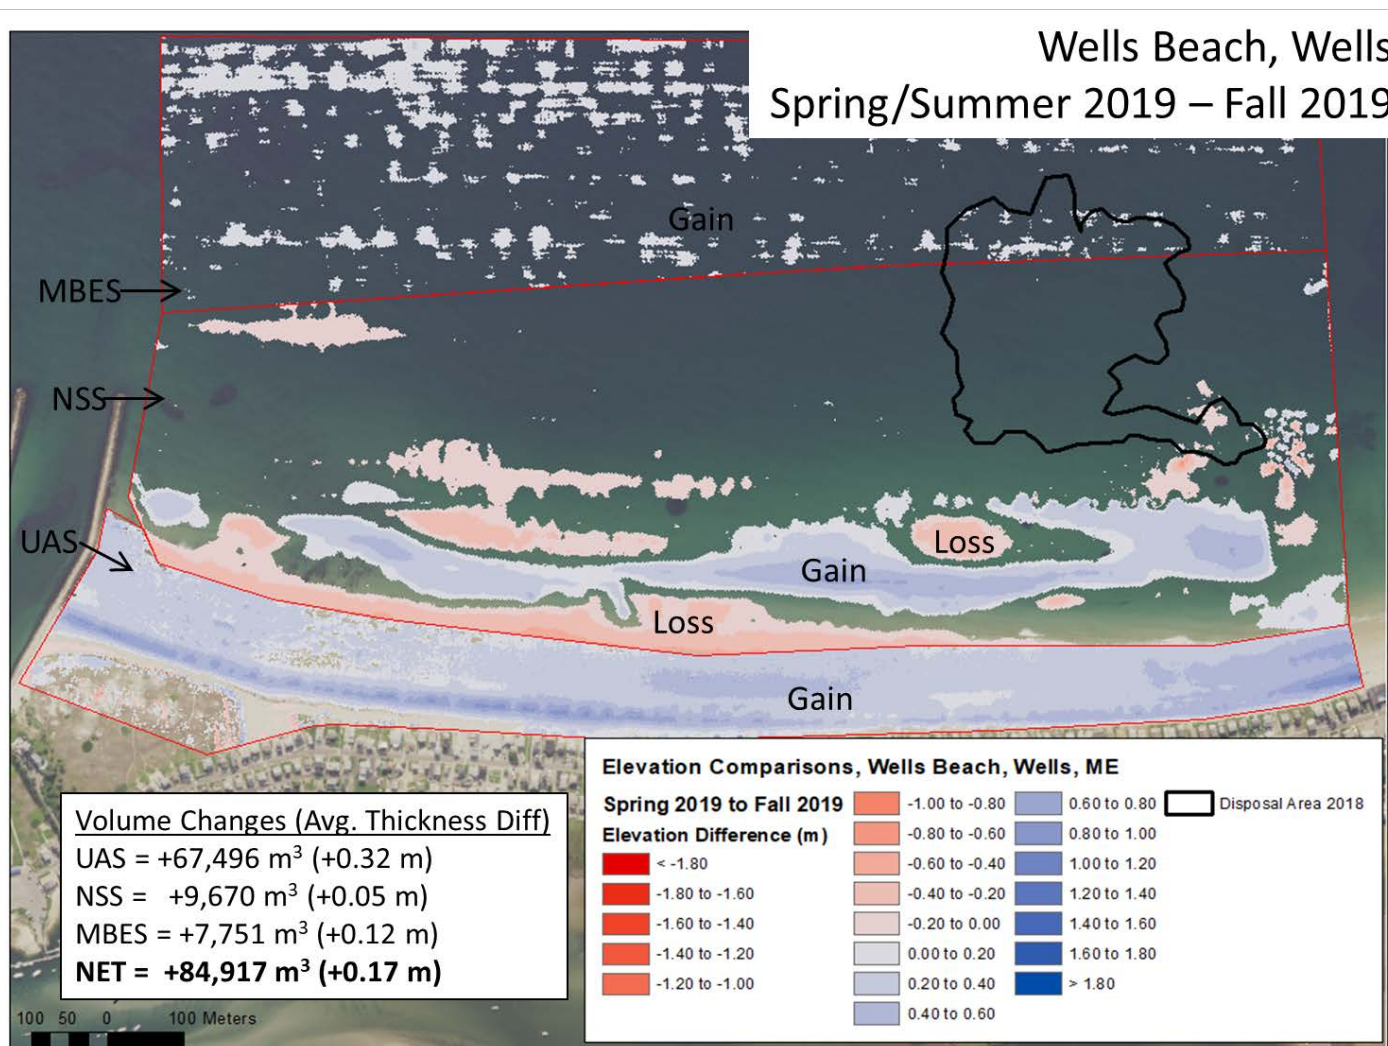 Wells Beach, Wells
Spring/Summer 2019 – Fall 2019
Gain
MBES
NSS
UAS
Loss
Gain
Loss
Gain
Volume Changes (Avg. Thickness Diff)
UAS = +67,496 m³ (+0.32 m)
NSS = +9,670 m³ (+0.05 m)
MBES = +7,751 m³ (+0.12 m)
NET = +84,917 m³ (+0.17 m)
100 50 0 100 Meters
Elevation Comparisons, Wells Beach, Wells, ME
Spring 2019 to Fall 2019
Elevation Difference (m)
< -1.80
-1.80 to -1.60
-1.60 to -1.40
-1.40 to -1.20
-1.20 to -1.00
-1.00 to -0.80
-0.80 to -0.60
-0.60 to -0.40
-0.40 to -0.20
-0.20 to 0.00
0.00 to 0.20
0.20 to 0.40
0.40 to 0.60
0.60 to 0.80
0.80 to 1.00
1.00 to 1.20
1.20 to 1.40
1.40 to 1.60
1.60 to 1.80
> 1.80
Disposal Area 2018